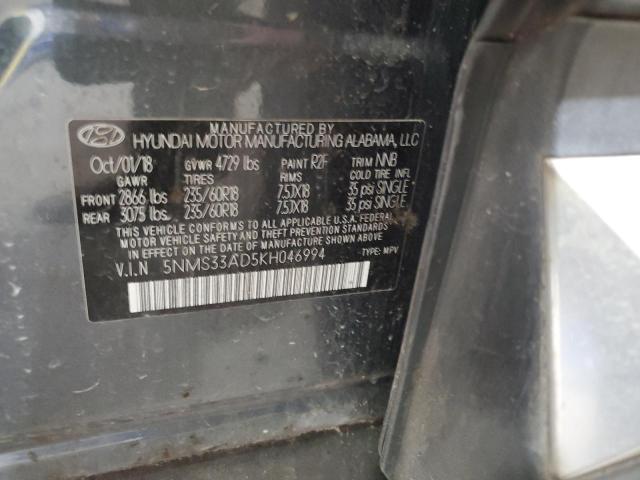 MANUFACTURED BY
HYUNDAI MOTOR MANUFACTURING ALABAMA, LLC
Oct/01/18 GVWR 4729 lbs PAINT R2F TRIM NNB
GAWR TIRES RIMS COLD TIRE INFL
FRONT 2866 lbs 235/60R18 7.5JX18 35 psi SINGLE
REAR 3075 lbs 235/60R18 7.5JX18 35 psi SINGLE
THIS VEHICLE CONFORMS TO ALL APPLICABLE U.S.A. FEDERAL
MOTOR VEHICLE SAFETY AND THEFT PREVENTION STANDARDS
IN EFFECT ON THE DATE OF MANUFACTURE SHOWN ABOVE.
V.I.N 5NMS33AD5KH046994 TYPE: MPV